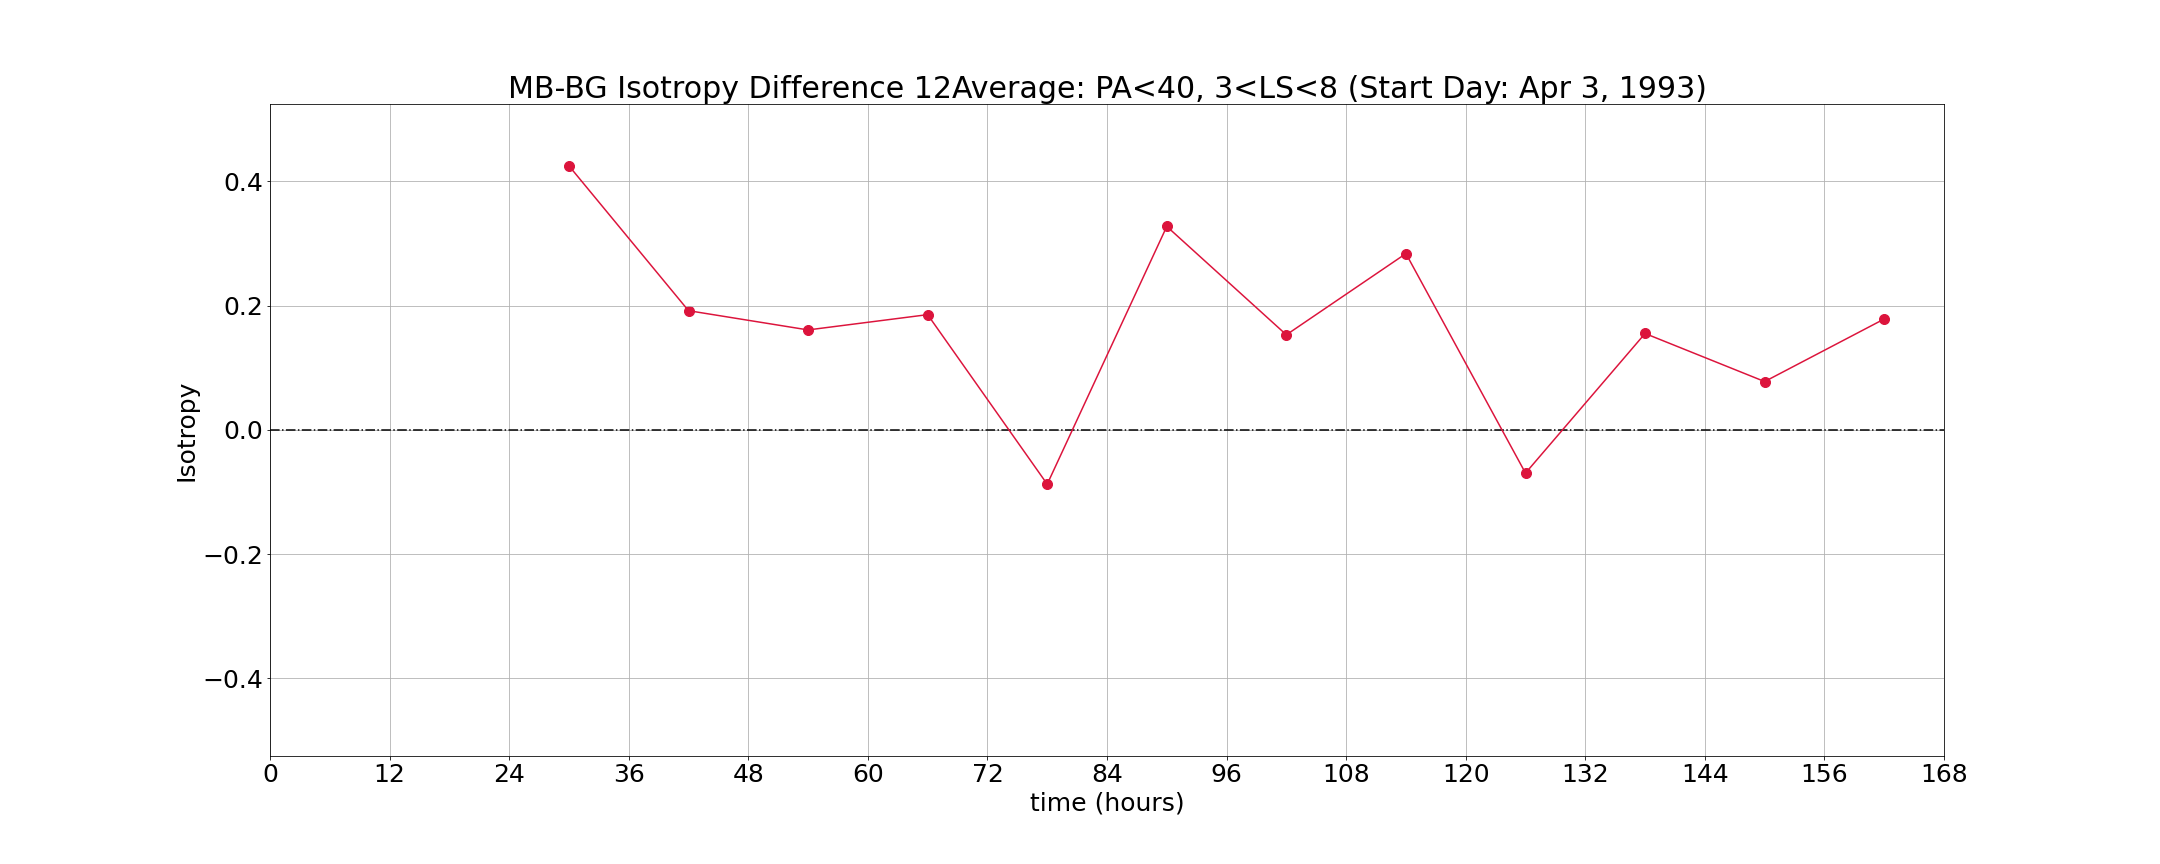 MB-BG Isotropy Difference 12Average: PA<40, 3<LS<8 (Start Day: Apr 3, 1993)
0.4
0.2
0.0
−0.2
−0.4
Isotropy
0 12 24 36 48 60 72 84 96 108 120 132 144 156 168
time (hours)